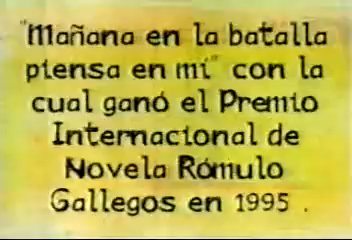 "Mañana en la batalla
piensa en mí" con la
cual ganó el Premio
Internacional de
Novela Rómulo
Gallegos en 1995 .